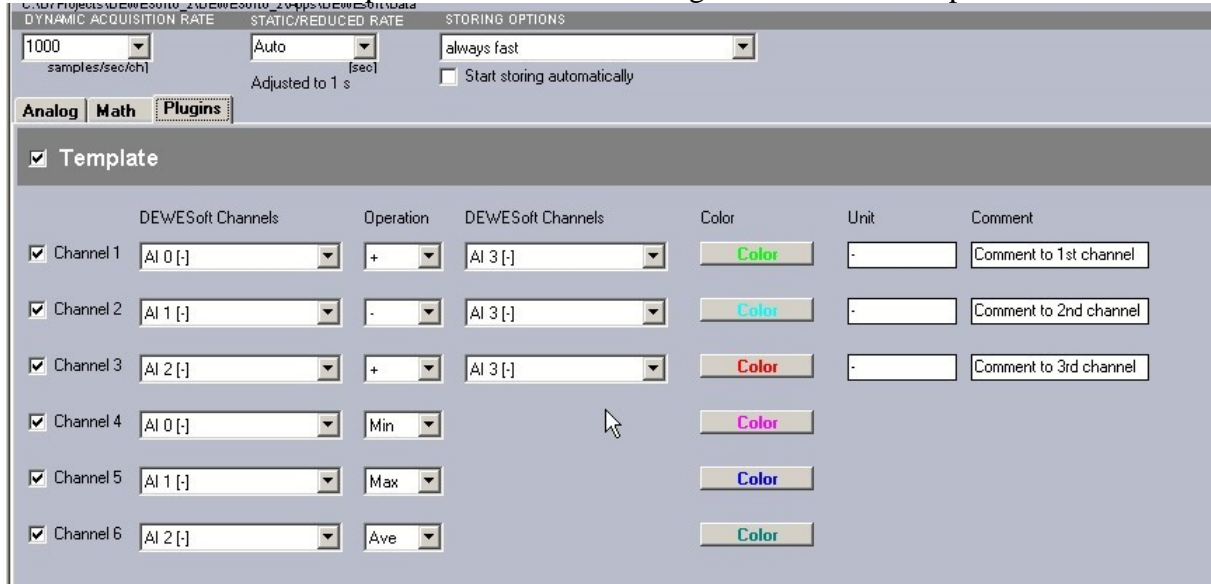 DYNAMIC ACQUISITION RATE STATIC/REDUCED RATE STORING OPTIONS
1000 Auto always fast
samples/sec/ch] [sec] Start storing automatically
Adjusted to 1 s
Analog Math Plugins
Template
DEWESoft Channels Operation DEWESoft Channels Color Unit Comment
Channel 1 AI 0 [-] + AI 3 [-] Color - Comment to 1st channel
Channel 2 AI 1 [-] - AI 3 [-] Color - Comment to 2nd channel
Channel 3 AI 2 [-] + AI 3 [-] Color - Comment to 3rd channel
Channel 4 AI 0 [-] Min Color
Channel 5 AI 1 [-] Max Color
Channel 6 AI 2 [-] Ave Color